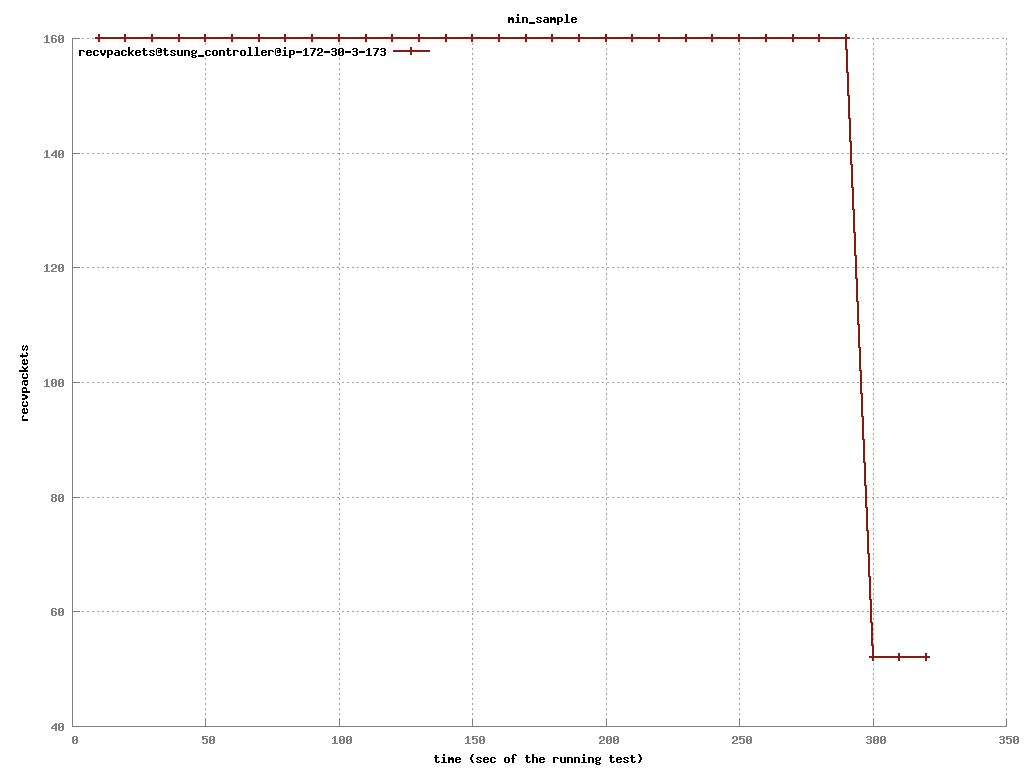 min_sample
160
recvpackets@tsung_controller@ip-172-30-3-173
140
120
100
80
60
40
recvpackets
0 50 100 150 200 250 300 350
time (sec of the running test)